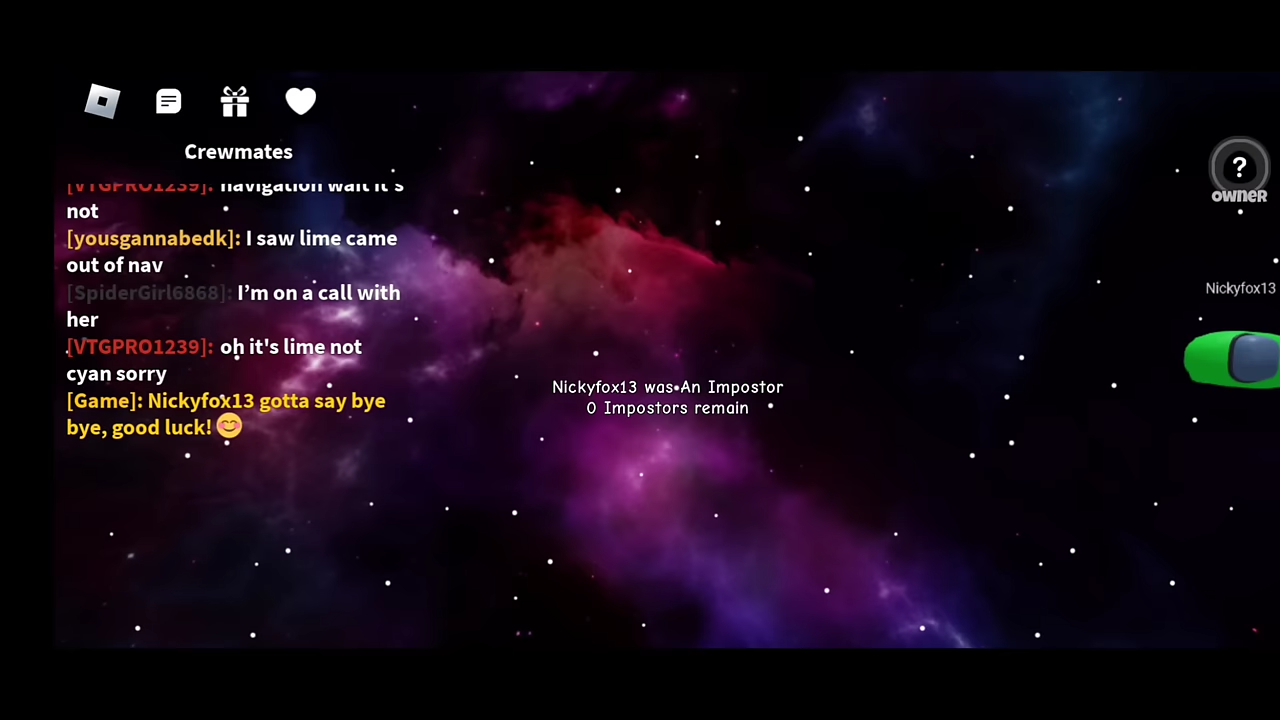 Crewmates
[VTGPRO1239]: navigation wait it's
not
[yousgannabedk]: I saw lime came
out of nav
[SpiderGirl6868]: I’m on a call with
her
[VTGPRO1239]: oh it's lime not
cyan sorry
[Game]: Nickyfox13 gotta say bye
bye, good luck!😊
Nickyfox13 was An Impostor
0 Impostors remain
?
OWNER
Nickyfox13